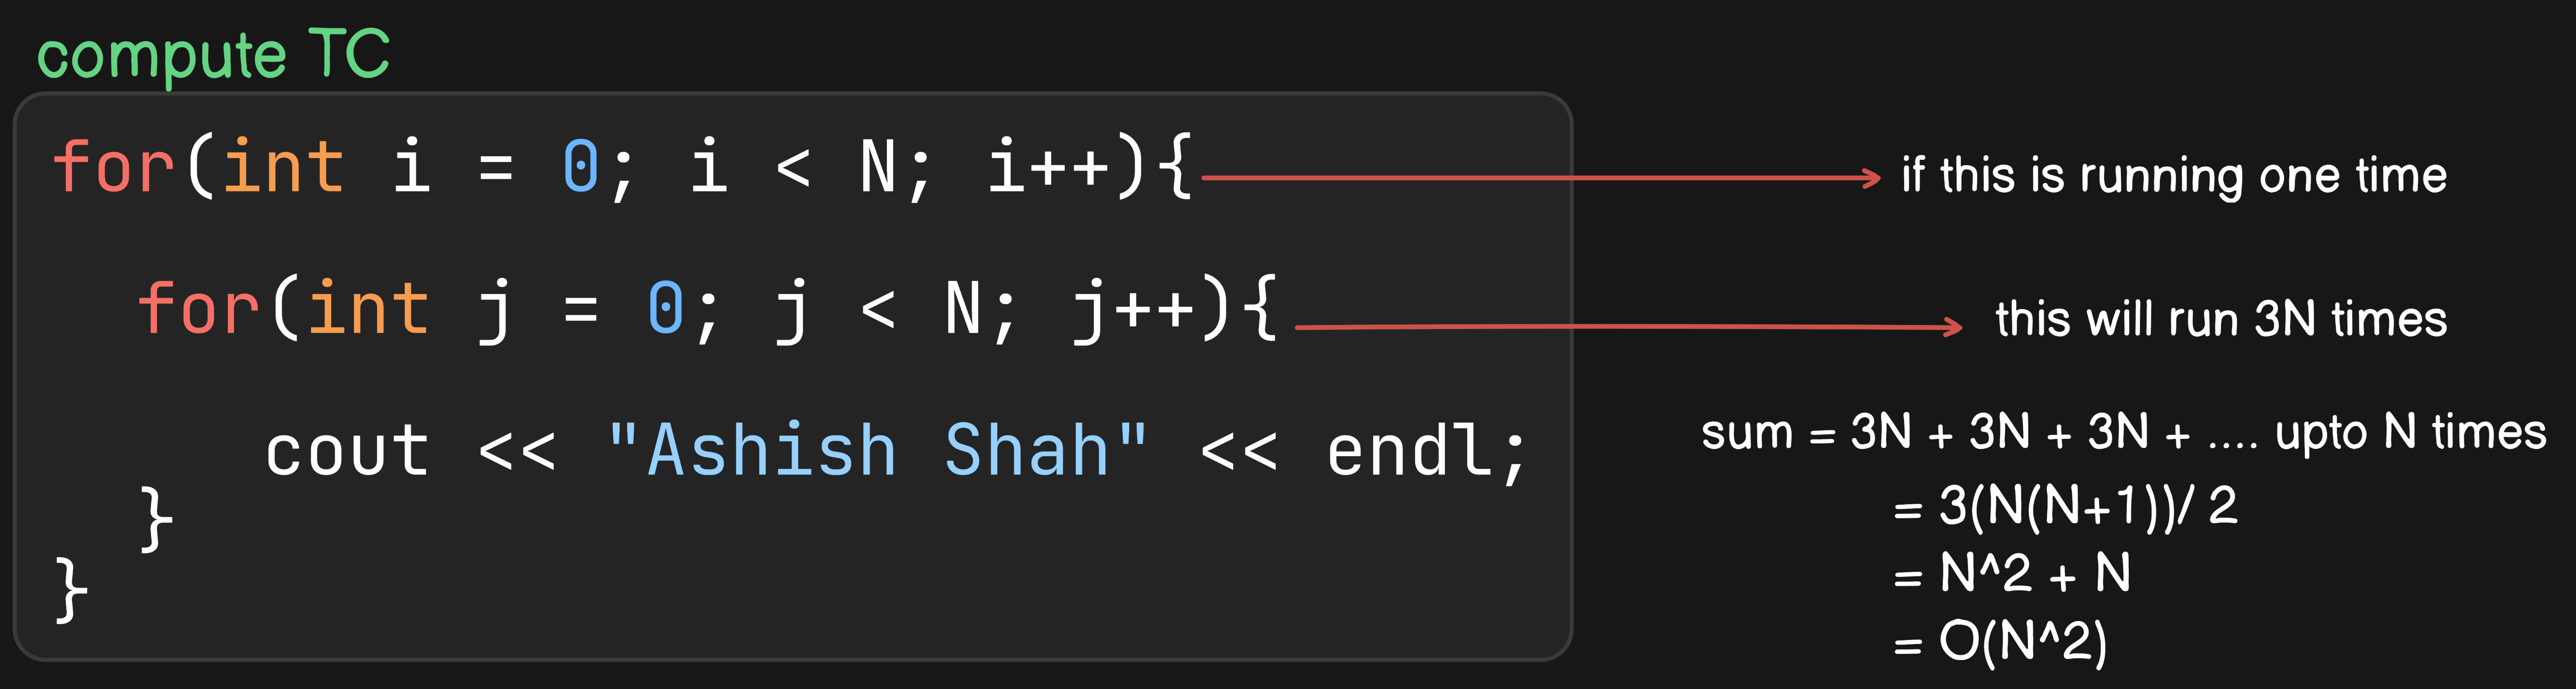 compute TC
for(int i = 0; i < N; i++){
if this is running one time
for(int j = 0; j < N; j++){
this will run 3N times
cout << "Ashish Shah" << endl;
}
}
sum = 3N + 3N + 3N + .... upto N times
= 3(N(N+1))/ 2
= N^2 + N
= O(N^2)